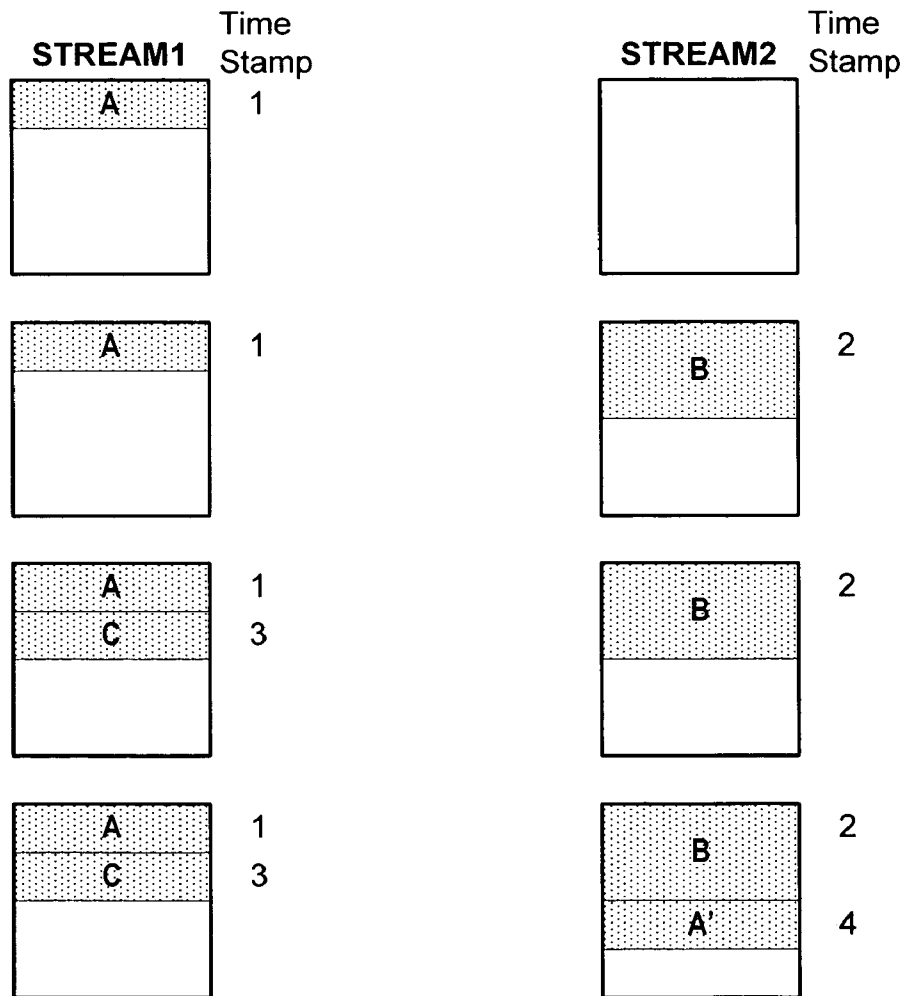 STREAM1 Time Stamp STREAM2 Time Stamp
A 1
A 1 B 2
A 1 B 2
C 3
A 1 B 2
C 3 A' 4